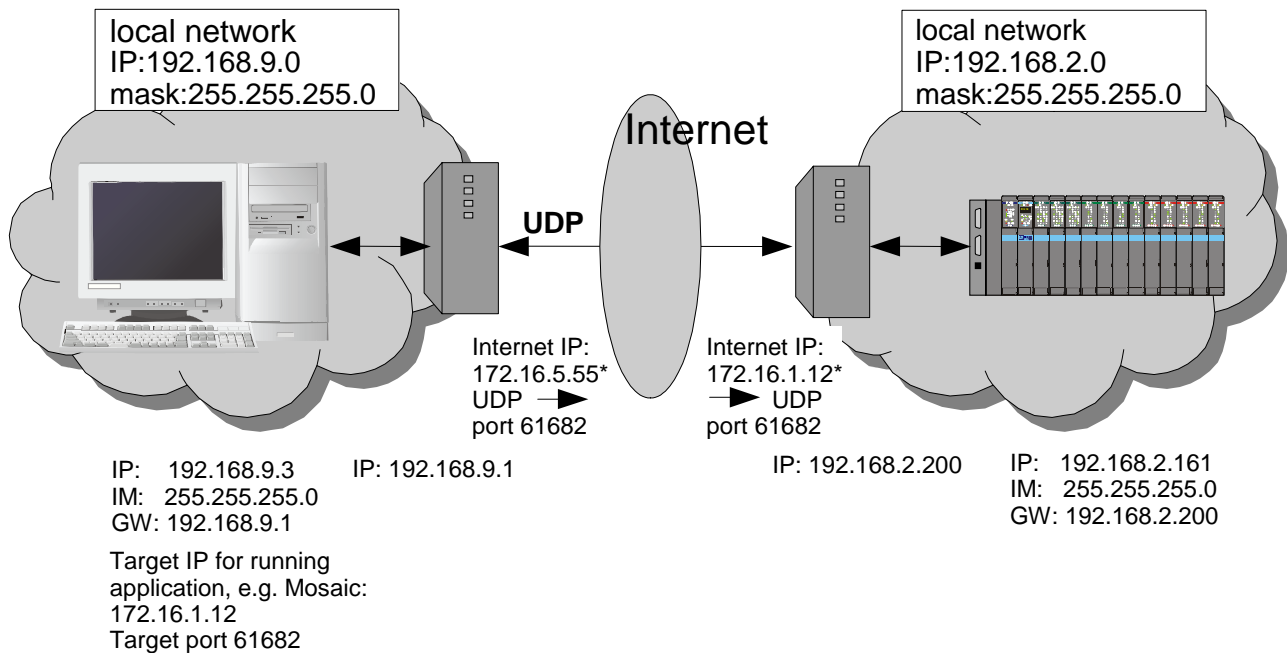 local network
IP:192.168.9.0
mask:255.255.255.0
local network
IP:192.168.2.0
mask:255.255.255.0
Internet
UDP
Internet IP:
172.16.5.55*
UDP
port 61682
Internet IP:
172.16.1.12*
UDP
port 61682
IP: 192.168.9.3
IM: 255.255.255.0
GW: 192.168.9.1
IP: 192.168.9.1
IP: 192.168.2.200
IP: 192.168.2.161
IM: 255.255.255.0
GW: 192.168.2.200
Target IP for running
application, e.g. Mosaic:
172.16.1.12
Target port 61682